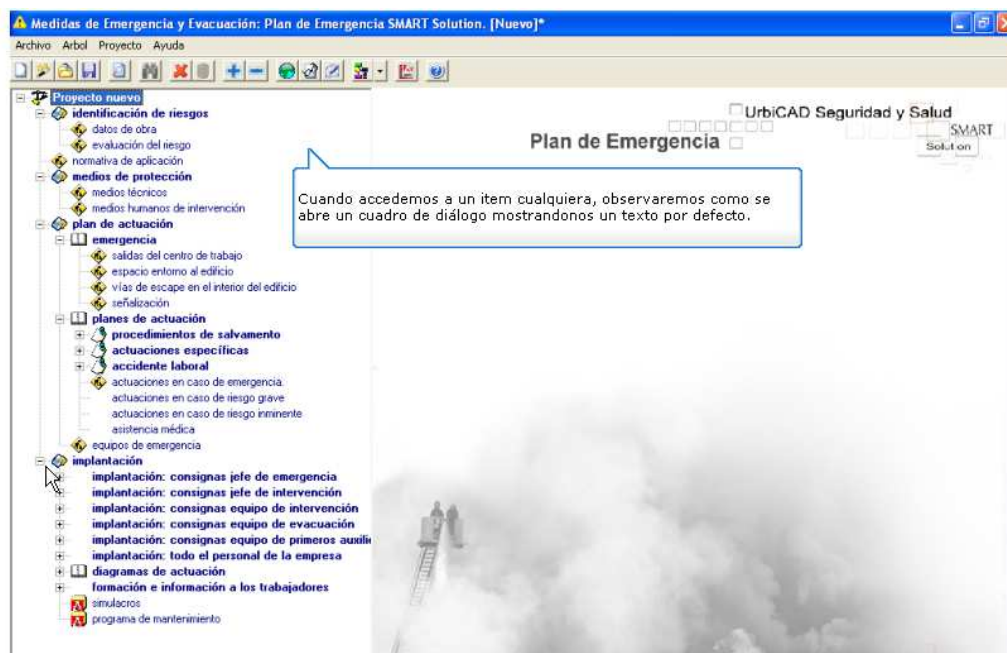 Medidas de Emergencia y Evacuación: Plan de Emergencia SMART Solution. [Nuevo]*
Archivo Arbol Proyecto Ayuda
Proyecto nuevo
identificación de riesgos
datos de obra
evaluación del riesgo
normativa de aplicación
medios de protección
medios técnicos
medios humanos de intervención
plan de actuación
emergencia
salidas del centro de trabajo
espacio entorno al edificio
vías de escape en el interior del edificio
señalización
planes de actuación
procedimientos de salvamento
actuaciones específicas
accidente laboral
actuaciones en caso de emergencia.
actuaciones en caso de riesgo grave
actuaciones en caso de riesgo inminente
asistencia médica
equipos de emergencia
implantación
implantación: consignas jefe de emergencia
implantación: consignas jefe de intervención
implantación: consignas equipo de intervención
implantación: consignas equipo de evacuación
implantación: consignas equipo de primeros auxilio
implantación: todo el personal de la empresa
diagramas de actuación
formación e información a los trabajadores
simulacros
programa de mantenimiento
UrbiCAD Seguridad y Salud
SMART
Solution
Plan de Emergencia
Cuando accedemos a un item cualquiera, observaremos como se
abre un cuadro de diálogo mostrandonos un texto por defecto.